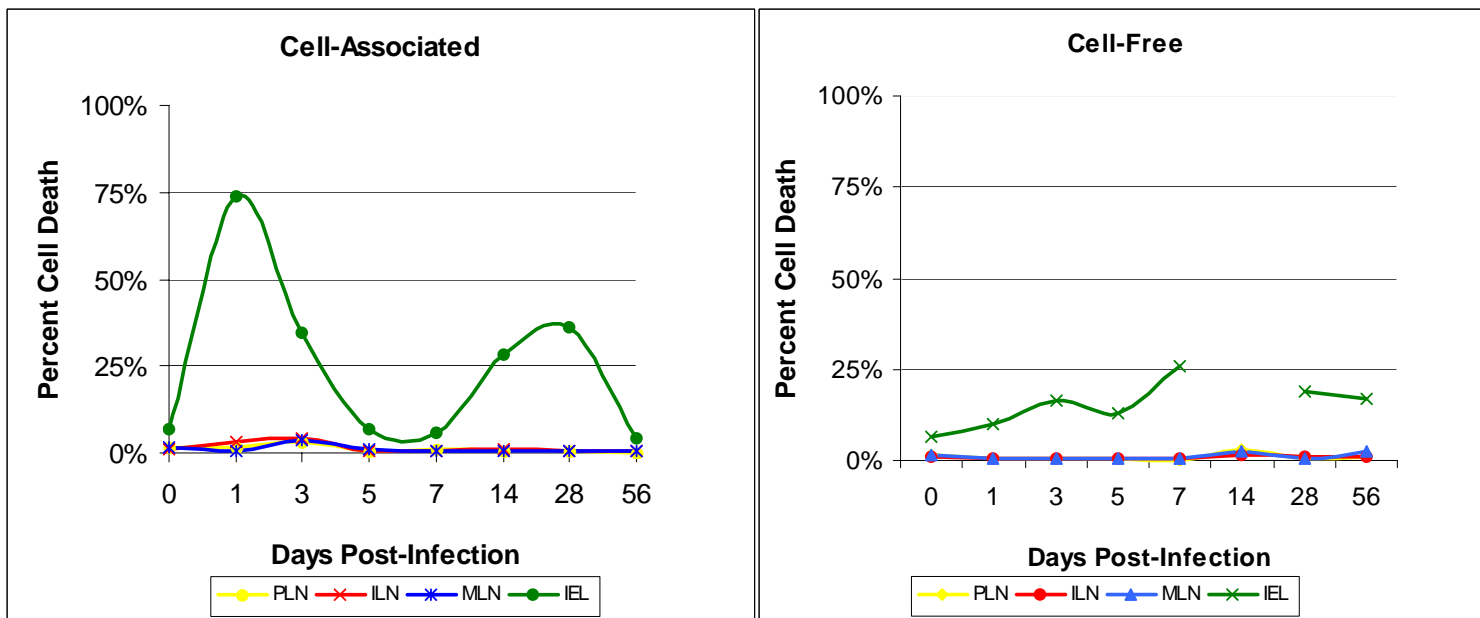 Cell-Associated
100%
75%
50%
25%
0%
Percent Cell Death
0 1 3 5 7 14 28 56
Days Post-Infection
PLN ILN MLN IEL
Cell-Free
100%
75%
50%
25%
0%
Percent Cell Death
0 1 3 5 7 14 28 56
Days Post-Infection
PLN ILN MLN IEL